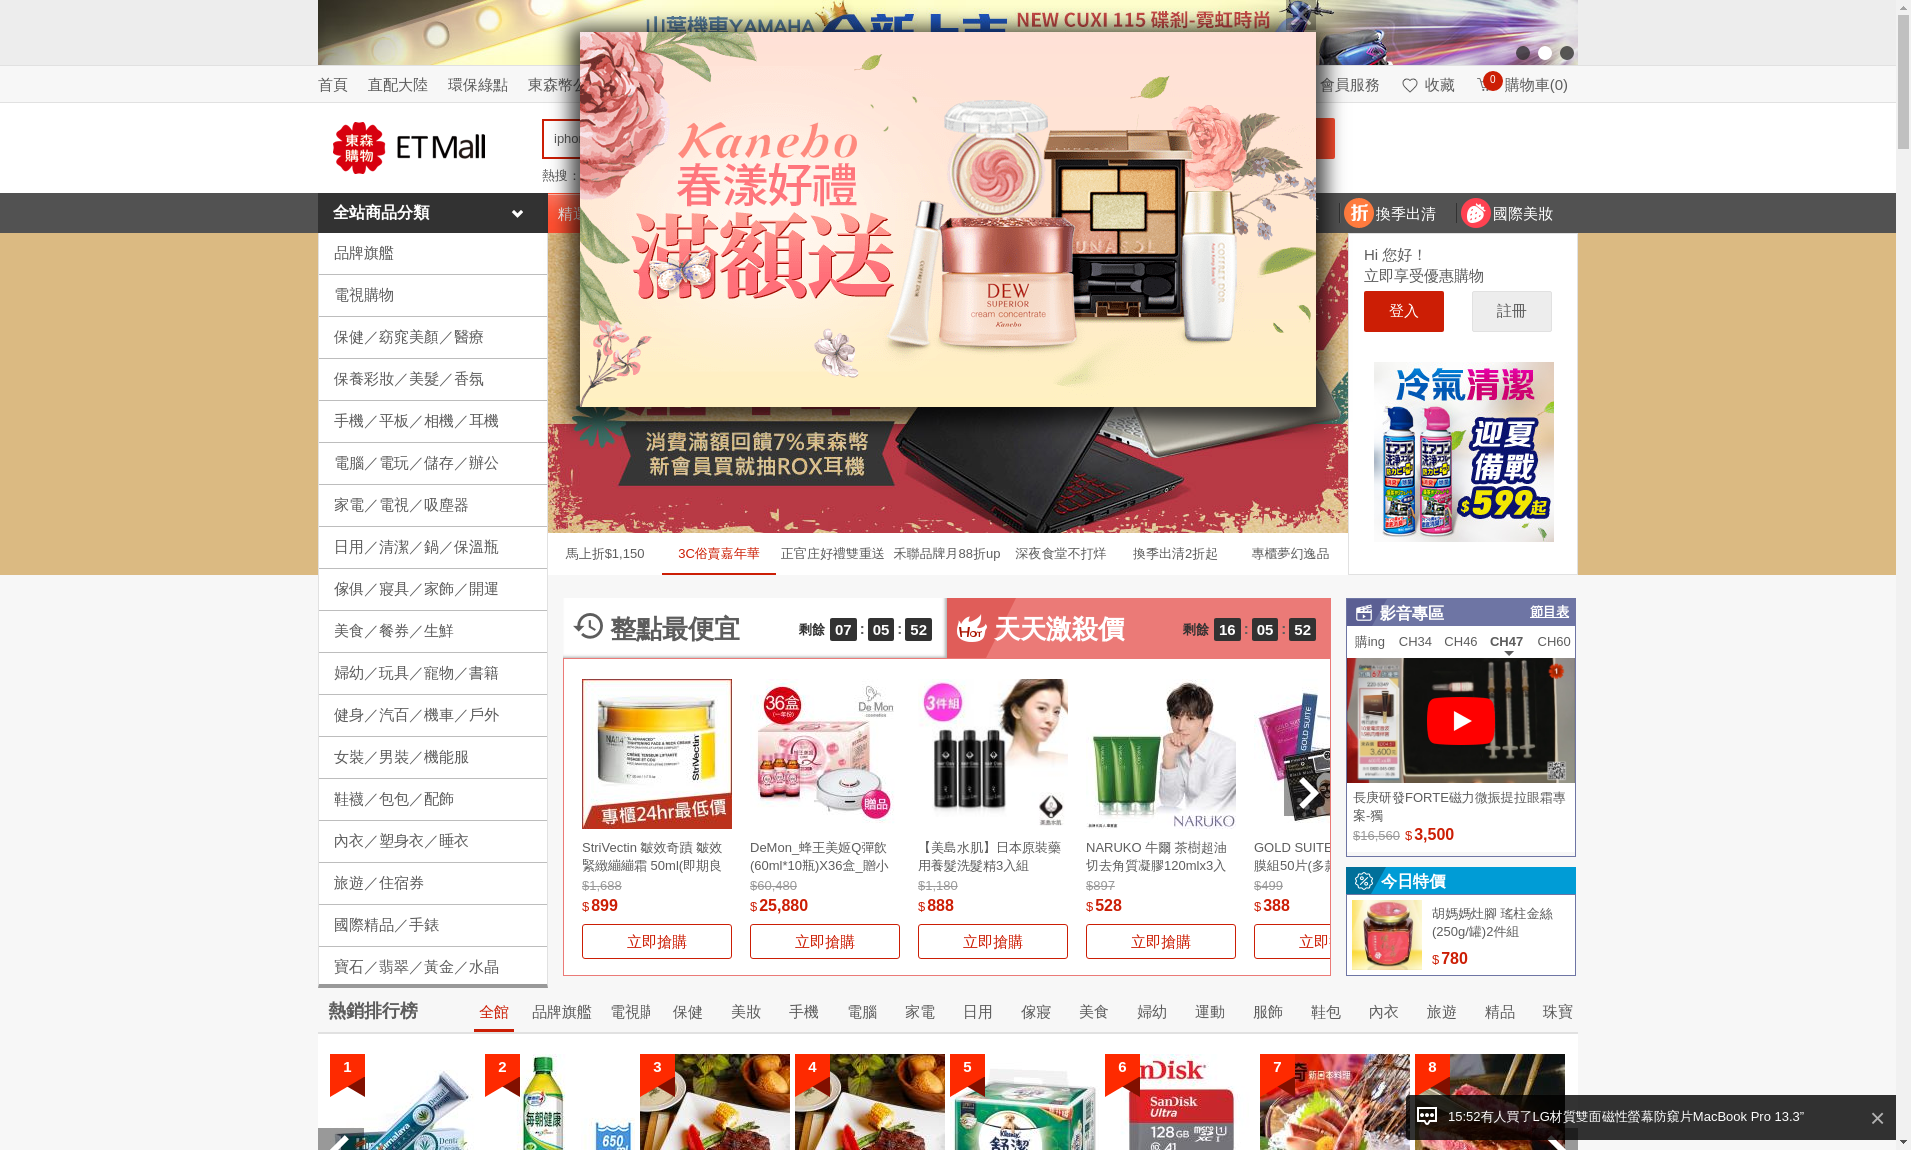 山葉機車YAMAHA 全新上市 NEW CUXI 115 碟剎-霓虹時尚
首頁 直配大陸 環保綠點 東森幣
會員服務 收藏 0 購物車(0)
東森購物 ET Mall
熱搜：
Kanebo
春漾好禮
滿額送
COFFRET D'OR
LUNASOL
DEW
SUPERIOR
cream concentrate
Kanebo
全站商品分類
折 換季出清 國際美妝
品牌旗艦
電視購物
保健／窈窕美顏／醫療
保養彩妝／美髮／香氛
手機／平板／相機／耳機
電腦／電玩／儲存／辦公
家電／電視／吸塵器
日用／清潔／鍋／保溫瓶
傢俱／寢具／家飾／開運
美食／餐券／生鮮
婦幼／玩具／寵物／書籍
健身／汽百／機車／戶外
女裝／男裝／機能服
鞋襪／包包／配飾
內衣／塑身衣／睡衣
旅遊／住宿券
國際精品／手錶
寶石／翡翠／黃金／水晶
消費滿額回饋7%東森幣
新會員買就抽ROX耳機
馬上折$1,150 3C俗賣嘉年華 正官庄好禮雙重送 禾聯品牌月88折up 深夜食堂不打烊 換季出清2折起 專櫃夢幻逸品
Hi 您好！
立即享受優惠購物
登入 註冊
冷氣清潔
迎夏
備戰
$599起
整點最便宜 剩餘 07 : 05 : 52
HOT 天天激殺價 剩餘 16 : 05 : 52
StriVectin
專櫃24hr最低價
StriVectin 皺效奇蹟 皺效
緊緻繃繃霜 50ml(即期良
$1,688
$899
立即搶購
36盒
(一年份)
De Mon
贈品
DeMon_蜂王美姬Q彈飲
(60ml*10瓶)X36盒_贈小
$60,480
$25,880
立即搶購
3件組
【美島水肌】日本原裝藥
用養髮洗髮精3入組
$1,180
$888
立即搶購
NARUKO
NARUKO 牛爾 茶樹超油
切去角質凝膠120mlx3入
$897
$528
立即搶購
GOLD SUITE
GOLD SUITE
膜組50片(多
$499
$388
立即
影音專區 節目表
購ing CH34 CH46 CH47 CH60
長庚研發FORTE磁力微振提拉眼霜專
案-獨
$16,560 $3,500
今日特價
胡媽媽灶腳 瑤柱金絲
(250g/罐)2件組
$780
熱銷排行榜 全館 品牌旗艦 電視購 保健 美妝 手機 電腦 家電 日用 傢寢 美食 婦幼 運動 服飾 鞋包 內衣 旅遊 精品 珠寶
1 2 3 4 5 6 7 8
每朝健康
650
舒潔
SanDisk
SanDisk
Ultra
128GB
新日本料理
15:52有人買了LG材質雙面磁性螢幕防窺片MacBook Pro 13.3”